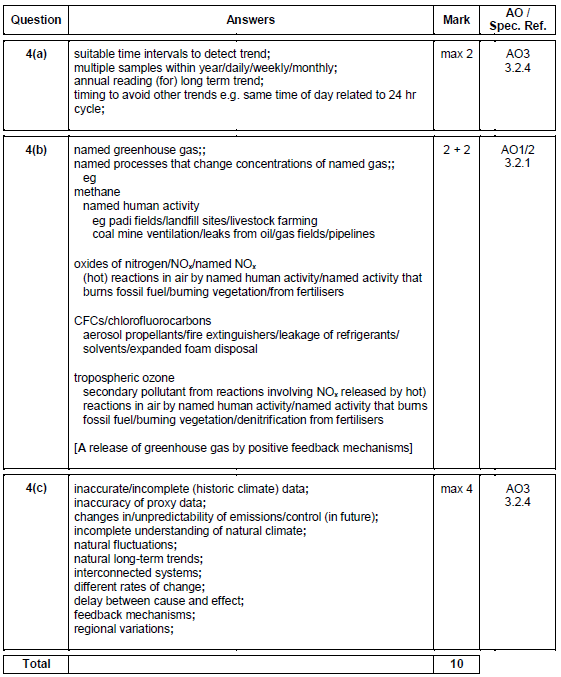 Question Answers Mark AO /
Spec. Ref.
4(a) suitable time intervals to detect trend; max 2 AO3
multiple samples within year/daily/weekly/monthly; 3.2.4
annual reading (for) long term trend;
timing to avoid other trends e.g. same time of day related to 24 hr
cycle;
4(b) named greenhouse gas;; 2 + 2 AO1/2
named processes that change concentrations of named gas;; 3.2.1
eg
methane
named human activity
eg padi fields/landfill sites/livestock farming
coal mine ventilation/leaks from oil/gas fields/pipelines
oxides of nitrogen/NOₓ/named NOₓ
(hot) reactions in air by named human activity/named activity that
burns fossil fuel/burning vegetation/from fertilisers
CFCs/chlorofluorocarbons
aerosol propellants/fire extinguishers/leakage of refrigerants/
solvents/expanded foam disposal
tropospheric ozone
secondary pollutant from reactions involving NOₓ released by hot)
reactions in air by named human activity/named activity that burns
fossil fuel/burning vegetation/denitrification from fertilisers
[A release of greenhouse gas by positive feedback mechanisms]
4(c) inaccurate/incomplete (historic climate) data; max 4 AO3
inaccuracy of proxy data; 3.2.4
changes in/unpredictability of emissions/control (in future);
incomplete understanding of natural climate;
natural fluctuations;
natural long-term trends;
interconnected systems;
different rates of change;
delay between cause and effect;
feedback mechanisms;
regional variations;
Total 10